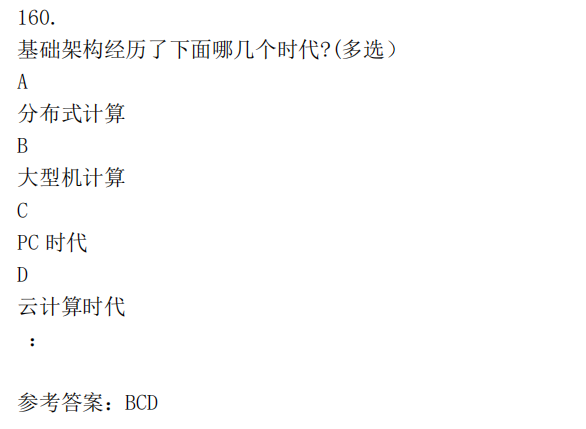 160.
基础架构经历了下面哪几个时代?(多选）
A
分布式计算
B
大型机计算
C
PC 时代
D
云计算时代
：
参考答案：BCD